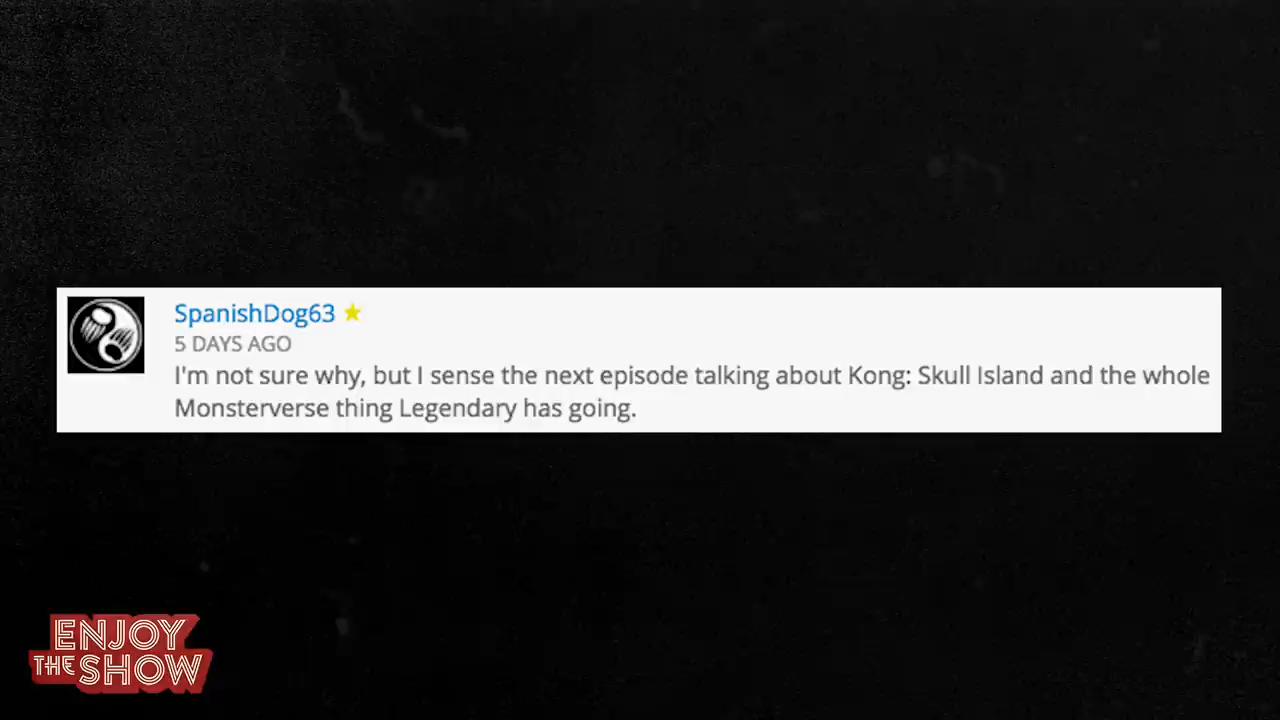 SpanishDog63
5 DAYS AGO
I'm not sure why, but I sense the next episode talking about Kong: Skull Island and the whole
Monsterverse thing Legendary has going.
ENJOY
THE SHOW